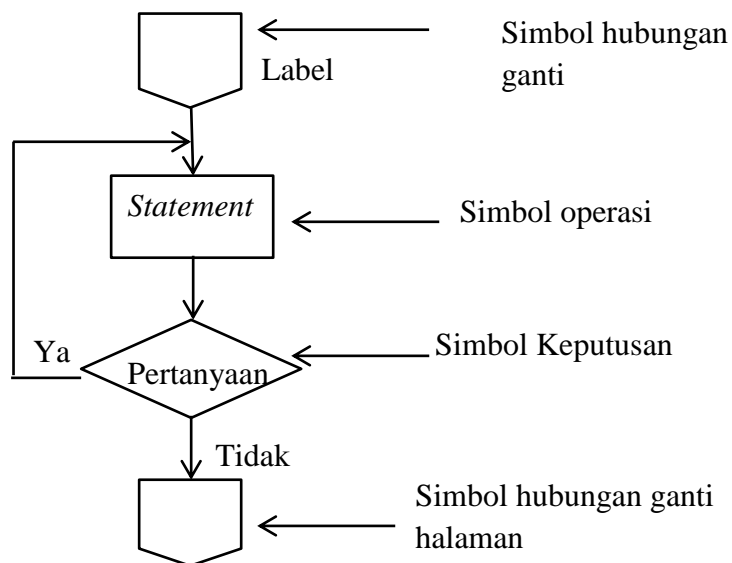 Simbol hubungan
ganti
Label
Statement
Simbol operasi
Ya
Pertanyaan
Simbol Keputusan
Tidak
Simbol hubungan ganti
halaman